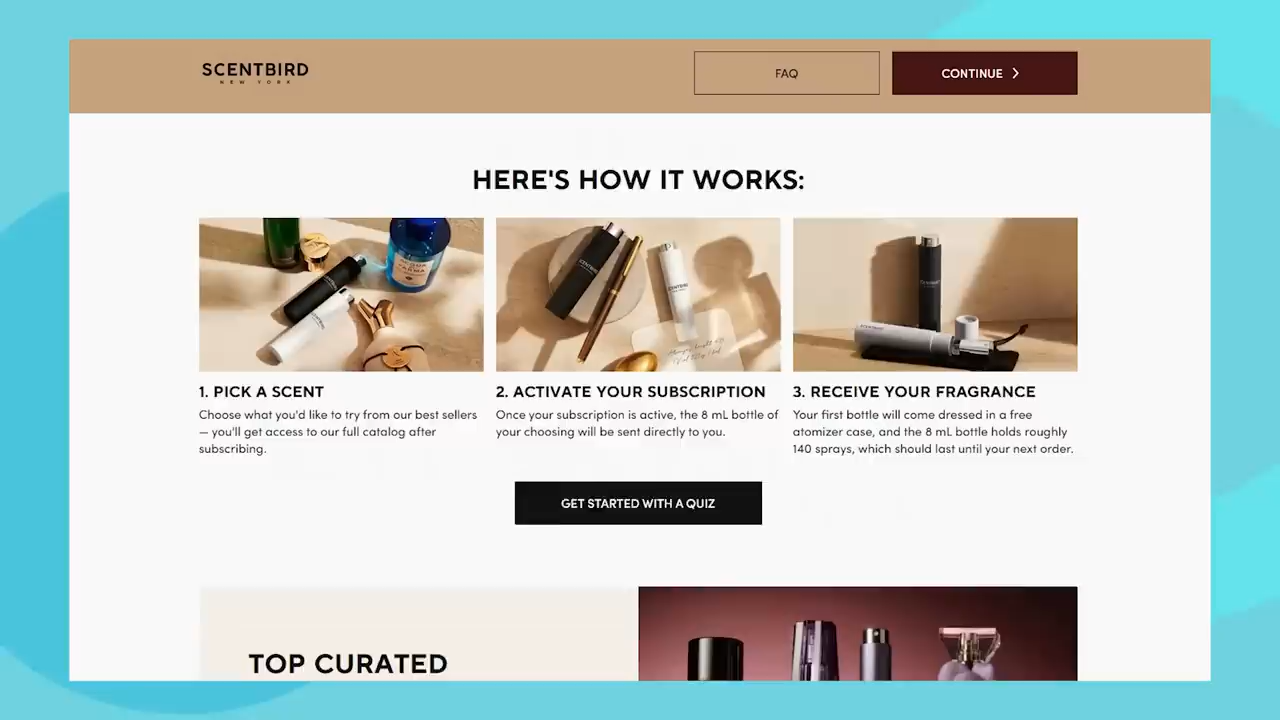 SCENTBIRD
NEW YORK
FAQ
CONTINUE
HERE'S HOW IT WORKS:
ACQUA
PARMA
1. PICK A SCENT
Choose what you'd like to try from our best sellers
— you'll get access to our full catalog after
subscribing.
2. ACTIVATE YOUR SUBSCRIPTION
Once your subscription is active, the 8 mL bottle of
your choosing will be sent directly to you.
3. RECEIVE YOUR FRAGRANCE
Your first bottle will come dressed in a free
atomizer case, and the 8 mL bottle holds roughly
140 sprays, which should last until your next order.
GET STARTED WITH A QUIZ
TOP CURATED